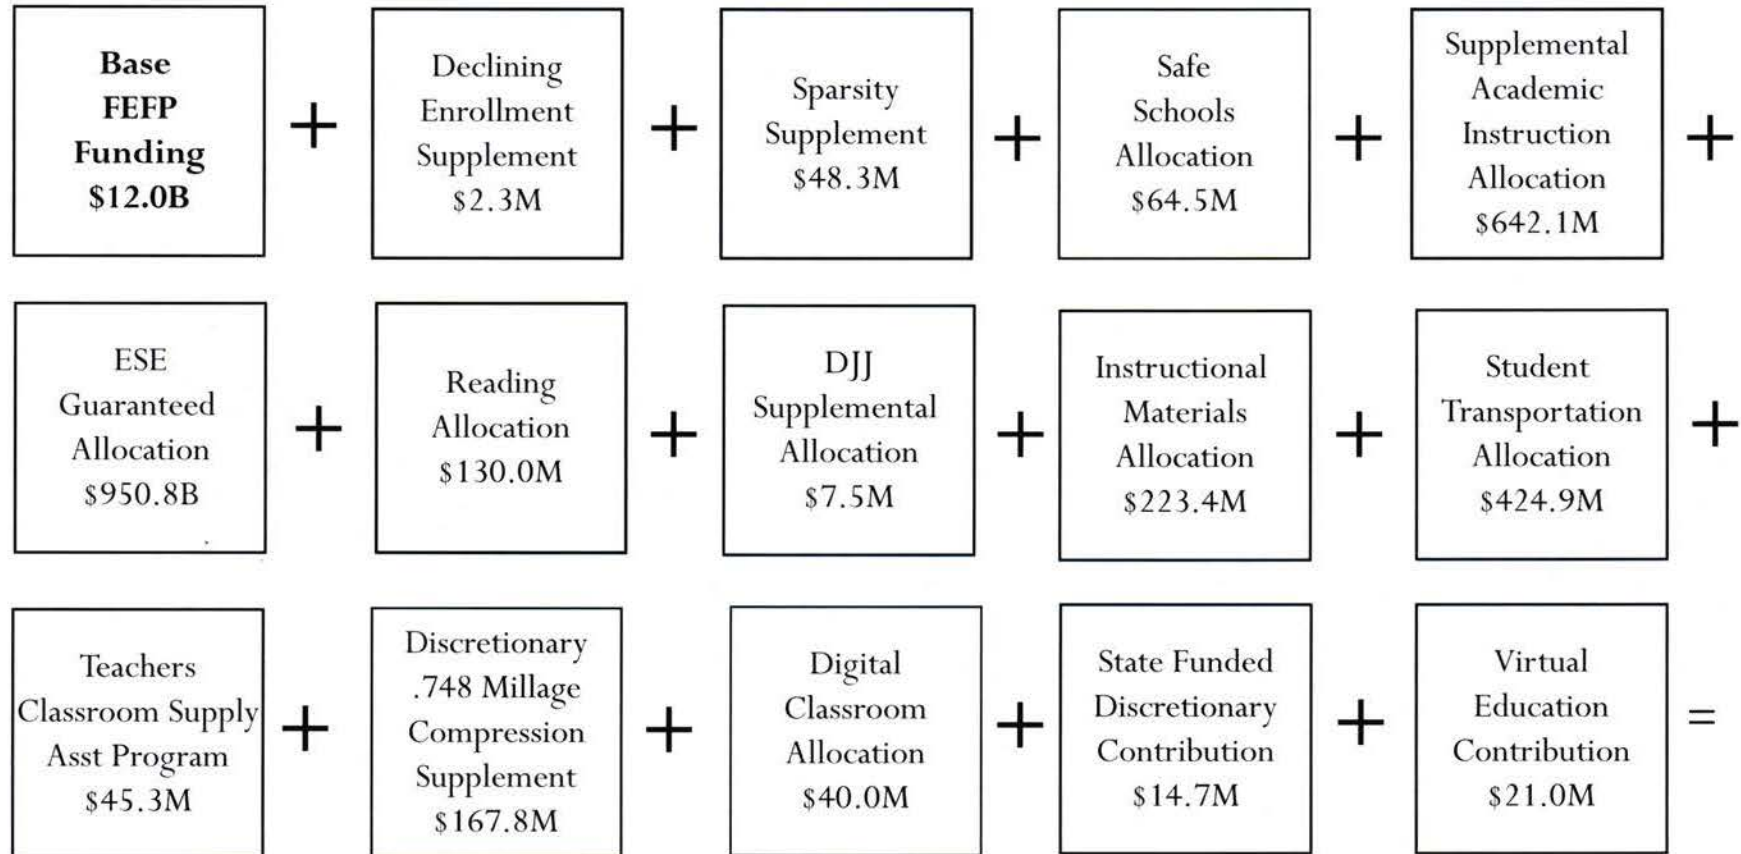 Base
FEFP
Funding
$12.0B
+
Declining
Enrollment
Supplement
$2.3M
+
Sparsity
Supplement
$48.3M
+
Safe
Schools
Allocation
$64.5M
+
Supplemental
Academic
Instruction
Allocation
$642.1M
+
ESE
Guaranteed
Allocation
$950.8B
+
Reading
Allocation
$130.0M
+
DJJ
Supplemental
Allocation
$7.5M
+
Instructional
Materials
Allocation
$223.4M
+
Student
Transportation
Allocation
$424.9M
+
Teachers
Classroom Supply
Asst Program
$45.3M
+
Discretionary
.748 Millage
Compression
Supplement
$167.8M
+
Digital
Classroom
Allocation
$40.0M
+
State Funded
Discretionary
Contribution
$14.7M
+
Virtual
Education
Contribution
$21.0M
=